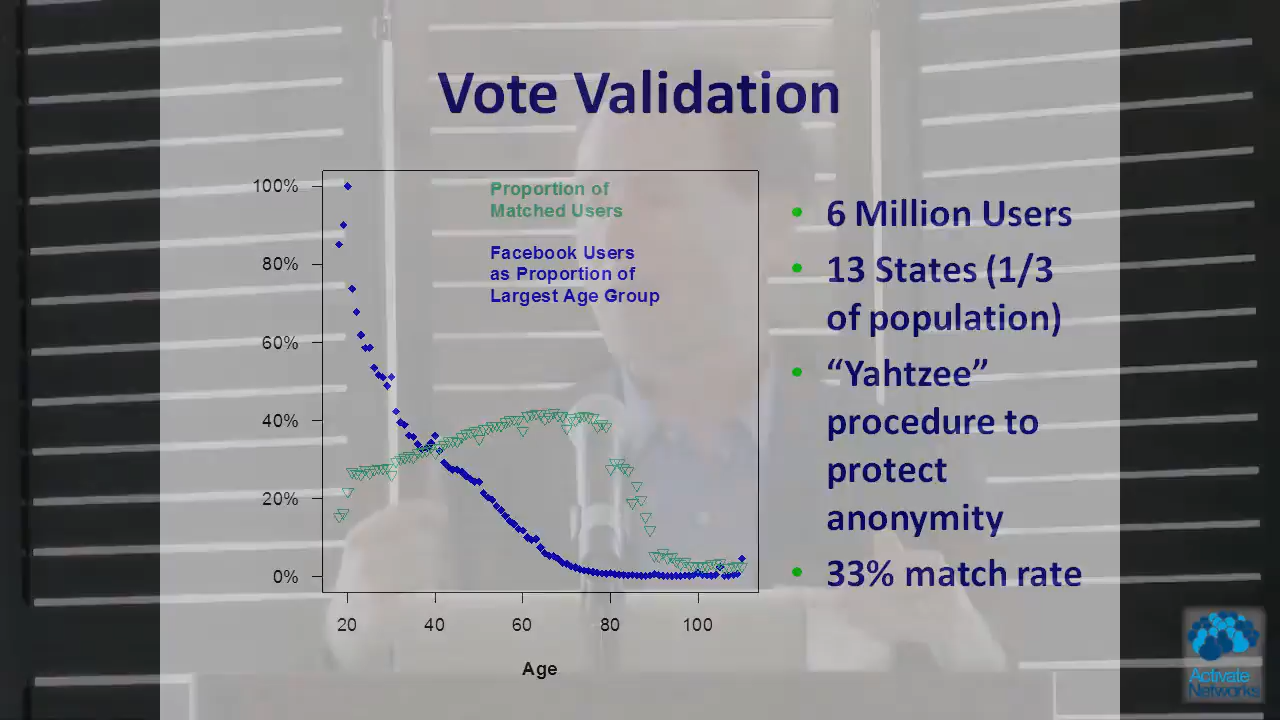 Vote Validation
100%
80%
60%
40%
20%
0%
Proportion of
Matched Users
Facebook Users
as Proportion of
Largest Age Group
20 40 60 80 100
Age
• 6 Million Users
• 13 States (1/3
of population)
• “Yahtzee”
procedure to
protect
anonymity
• 33% match rate
Activate
Networks